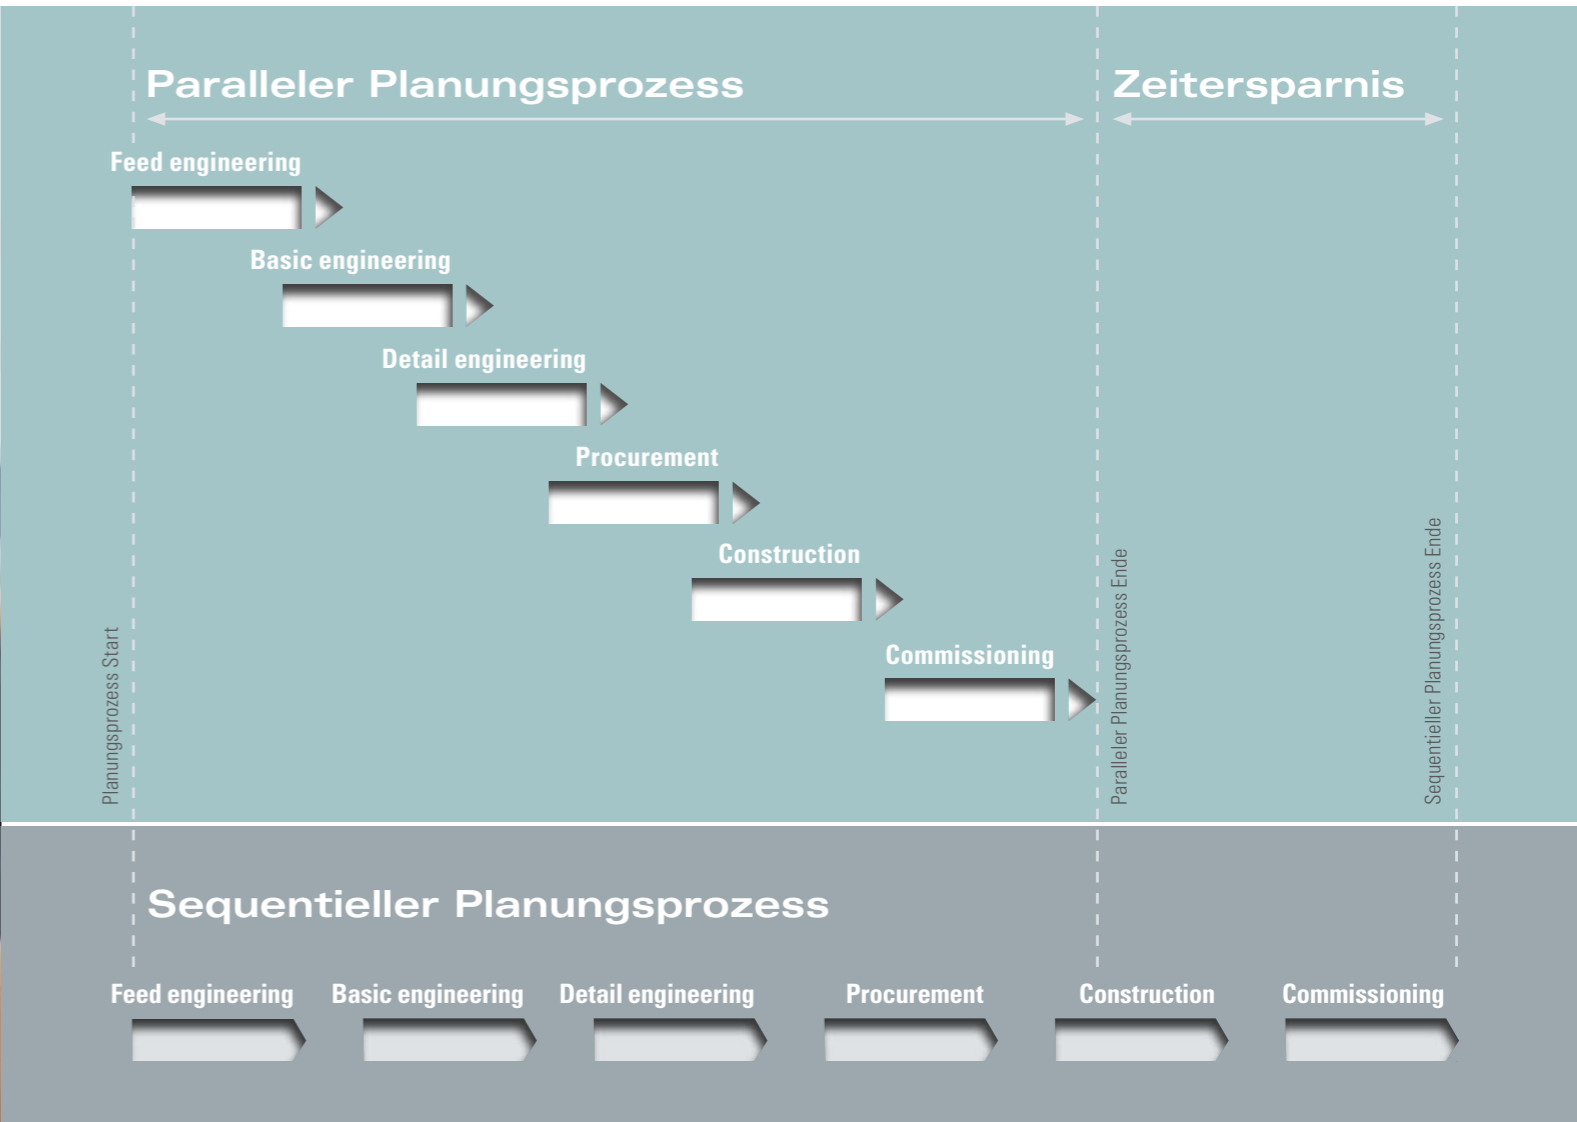 Paralleler Planungsprozess
Zeitersparnis
Feed engineering
Basic engineering
Detail engineering
Procurement
Construction
Commissioning
Planungsprozess Start
Paralleler Planungsprozess Ende
Sequentieller Planungsprozess Ende
Sequentieller Planungsprozess
Feed engineering
Basic engineering
Detail engineering
Procurement
Construction
Commissioning